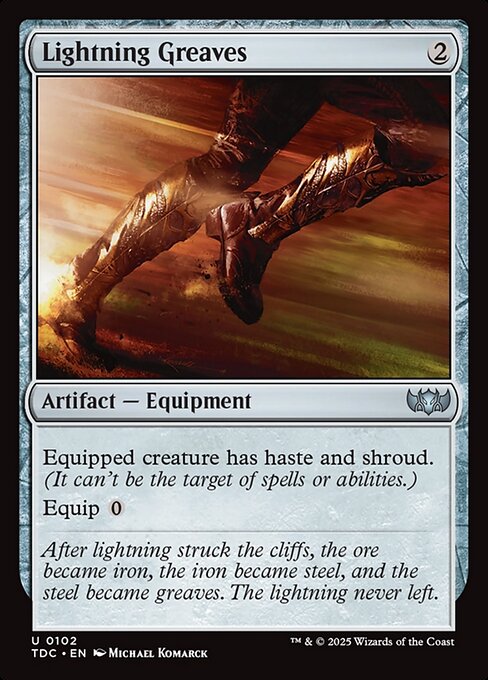 Lightning Greaves 2
Artifact — Equipment
Equipped creature has haste and shroud.
(It can't be the target of spells or abilities.)
Equip 0
After lightning struck the cliffs, the ore
became iron, the iron became steel, and the
steel became greaves. The lightning never left.
U 0102
TDC • EN Michael Komarck
™ & © 2025 Wizards of the Coast